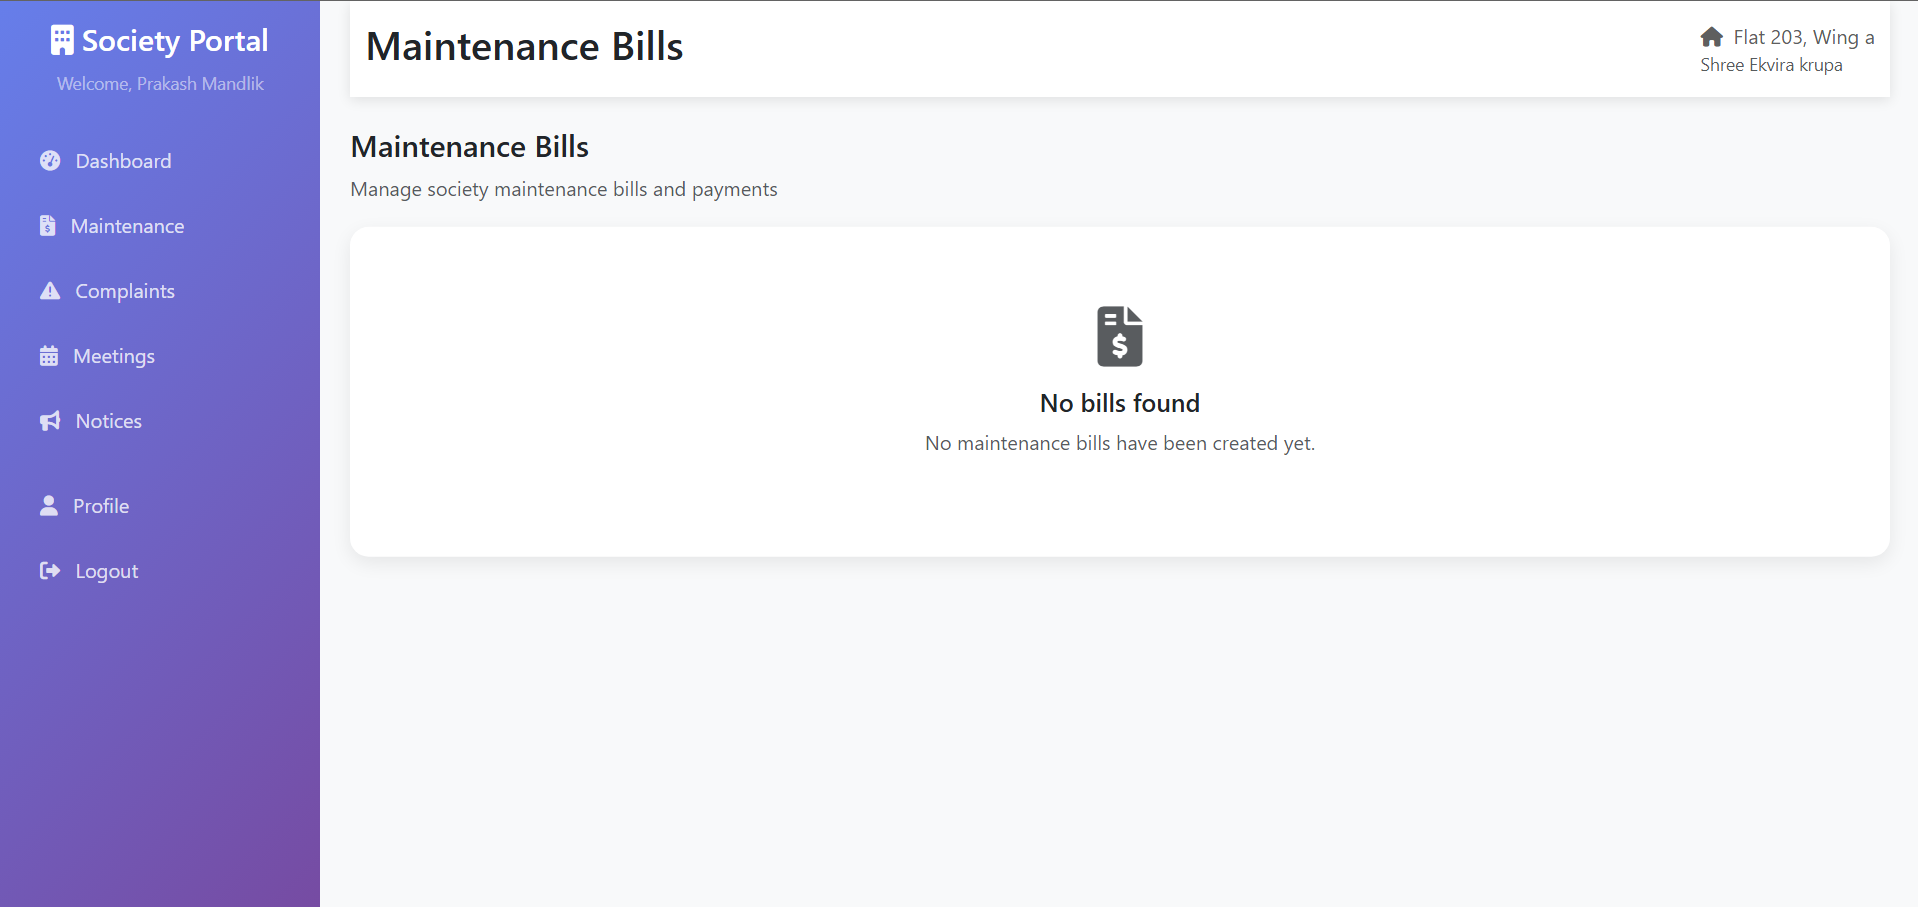 Society Portal
Welcome, Prakash Mandlik
Dashboard
Maintenance
Complaints
Meetings
Notices
Profile
Logout
Maintenance Bills
Flat 203, Wing a
Shree Ekvira krupa
Maintenance Bills
Manage society maintenance bills and payments
No bills found
No maintenance bills have been created yet.